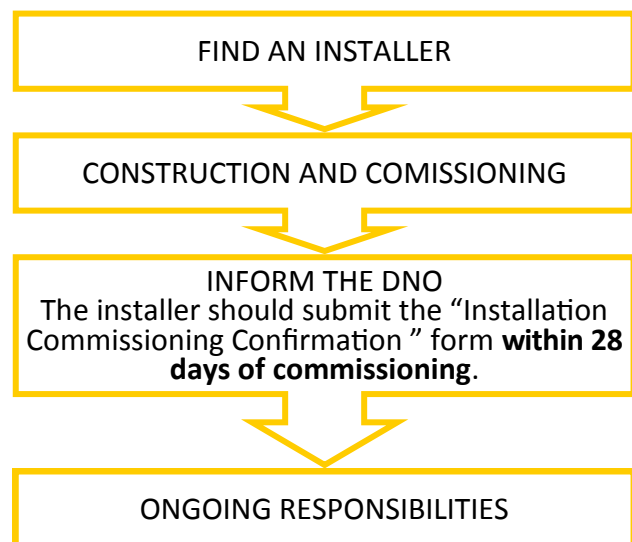 FIND AN INSTALLER
CONSTRUCTION AND COMISSIONING
INFORM THE DNO
The installer should submit the “Installation
Commissioning Confirmation ” form within 28
days of commissioning.
ONGOING RESPONSIBILITIES